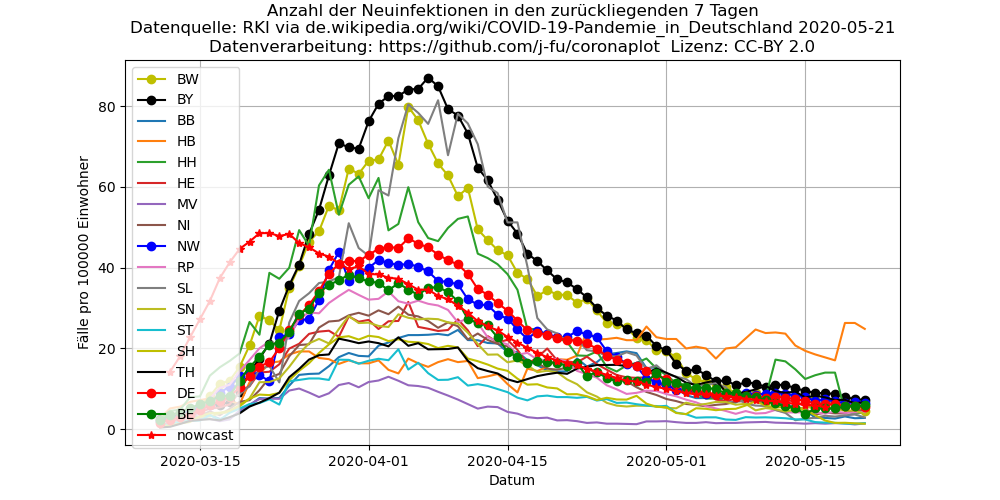 Anzahl der Neuinfektionen in den zurückliegenden 7 Tagen
Datenquelle: RKI via de.wikipedia.org/wiki/COVID-19-Pandemie_in_Deutschland 2020-05-21
Datenverarbeitung: https://github.com/j-fu/coronaplot  Lizenz: CC-BY 2.0
Fälle pro 100000 Einwohner
80
60
40
20
0
BW
BY
BB
HB
HH
HE
MV
NI
NW
RP
SL
SN
ST
SH
TH
DE
BE
nowcast
2020-03-15
2020-04-01
2020-04-15
2020-05-01
2020-05-15
Datum